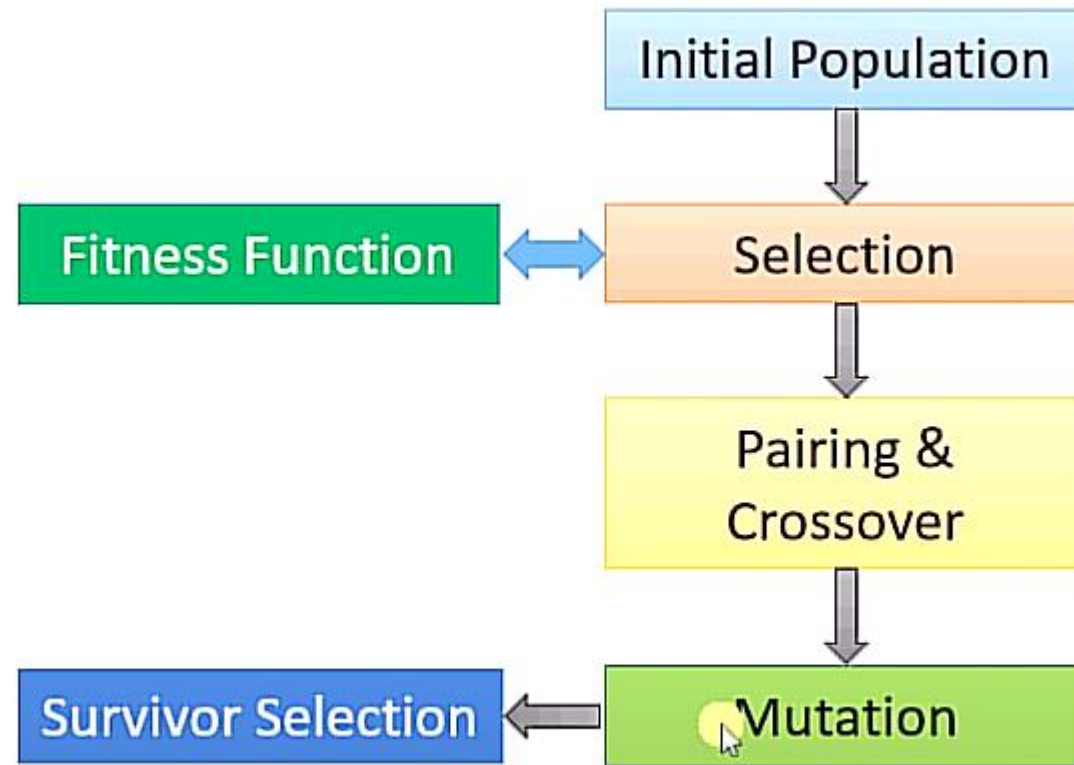 Initial Population
Fitness Function
Selection
Pairing &
Crossover
Survivor Selection
Mutation